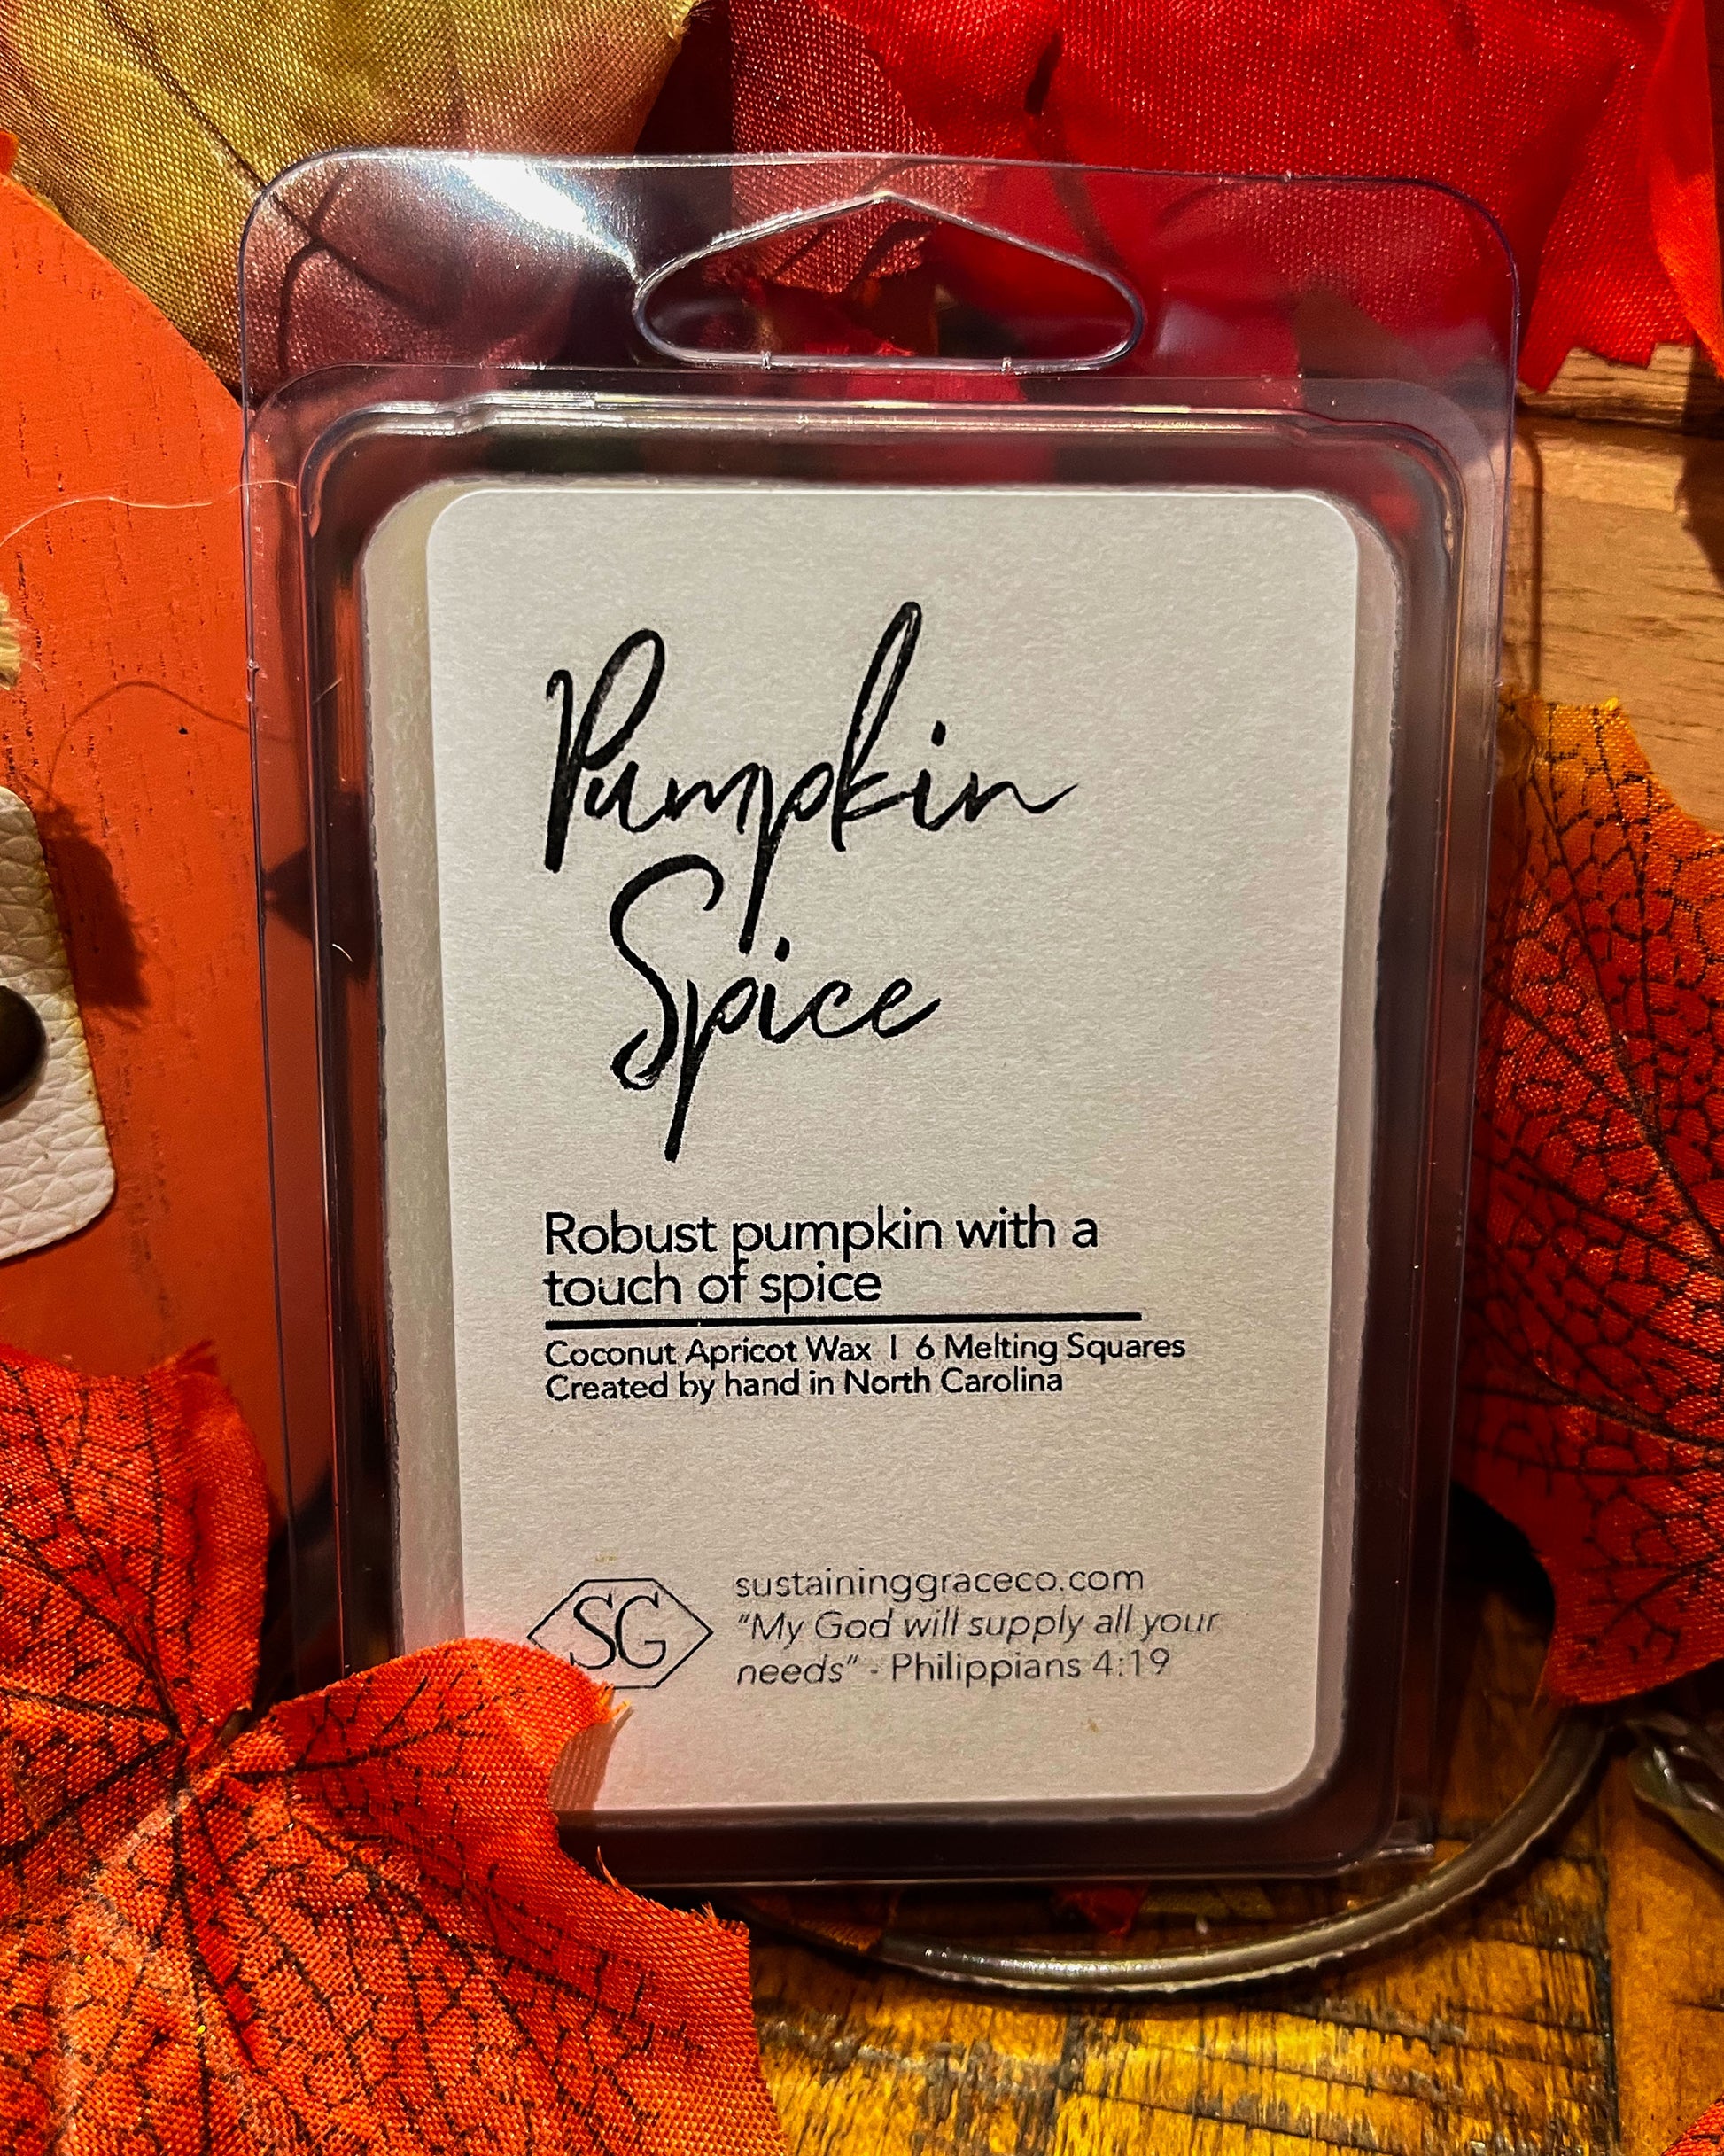 Pumpkin
Spice
Robust pumpkin with a
touch of spice
Coconut Apricot Wax | 6 Melting Squares
Created by hand in North Carolina
SG
sustaininggraceco.com
"My God will supply all your
needs" - Philippians 4:19